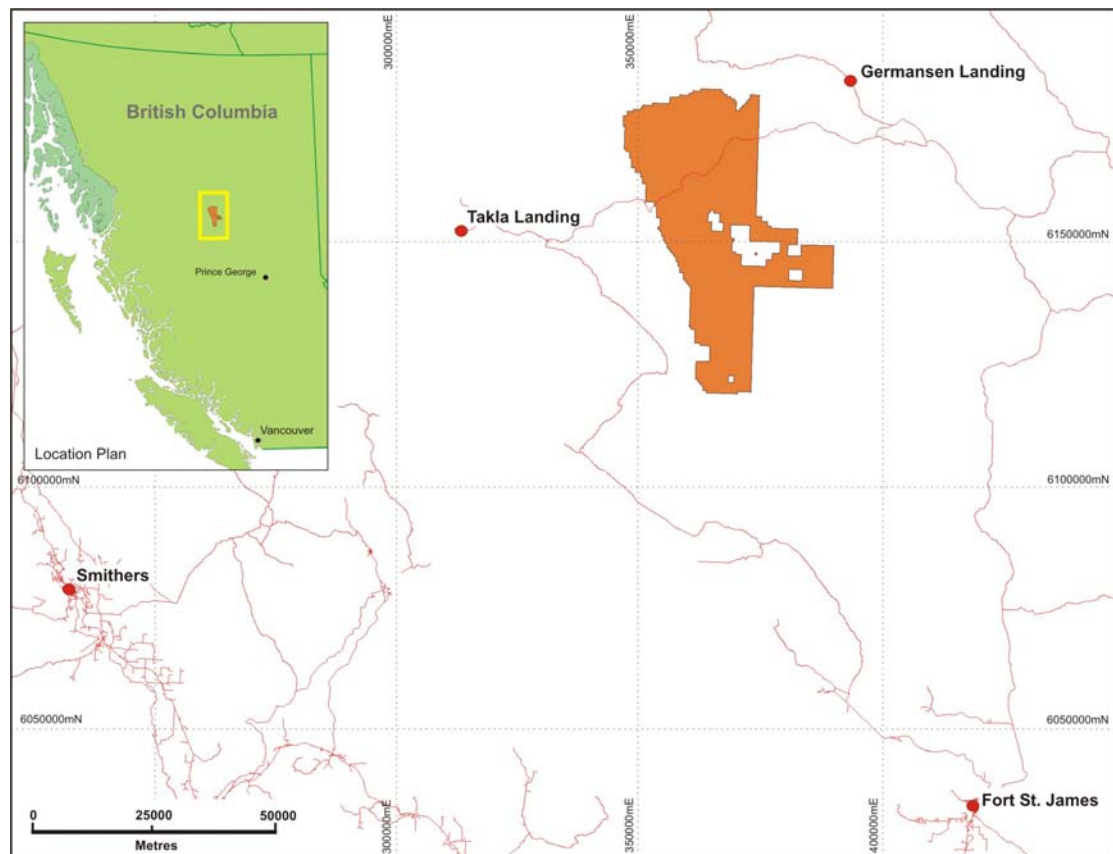 British Columbia
Prince George
Vancouver
Location Plan
300000mE
350000mE
Germansen Landing
Takla Landing
6150000mN
6100000mN
6100000mN
Smithers
6050000mN
6050000mN
Fort St. James
300000mE
350000mE
400000mE
0
25000
50000
Metres